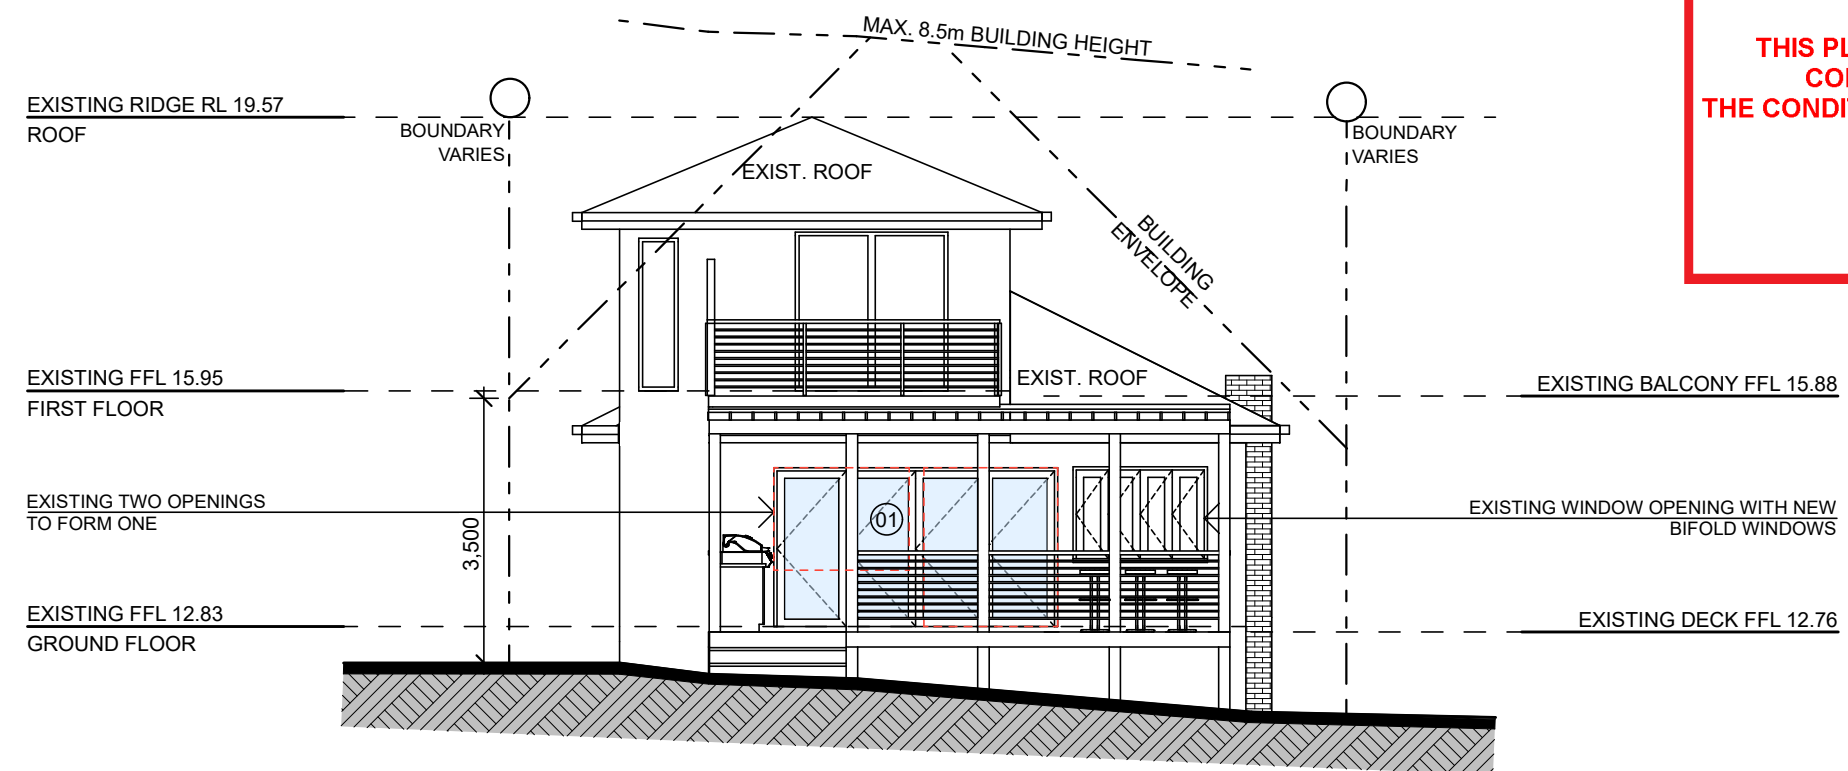 MAX. 8.5m BUILDING HEIGHT
THIS PL
CO
THE CONDI
EXISTING RIDGE RL 19.57
ROOF
BOUNDARY
VARIES
BOUNDARY
VARIES
EXIST. ROOF
BUILDING
ENVELOPE
EXISTING FFL 15.95
FIRST FLOOR
EXIST. ROOF
EXISTING BALCONY FFL 15.88
EXISTING TWO OPENINGS
TO FORM ONE
3,500
01
EXISTING WINDOW OPENING WITH NEW
BIFOLD WINDOWS
EXISTING FFL 12.83
GROUND FLOOR
EXISTING DECK FFL 12.76